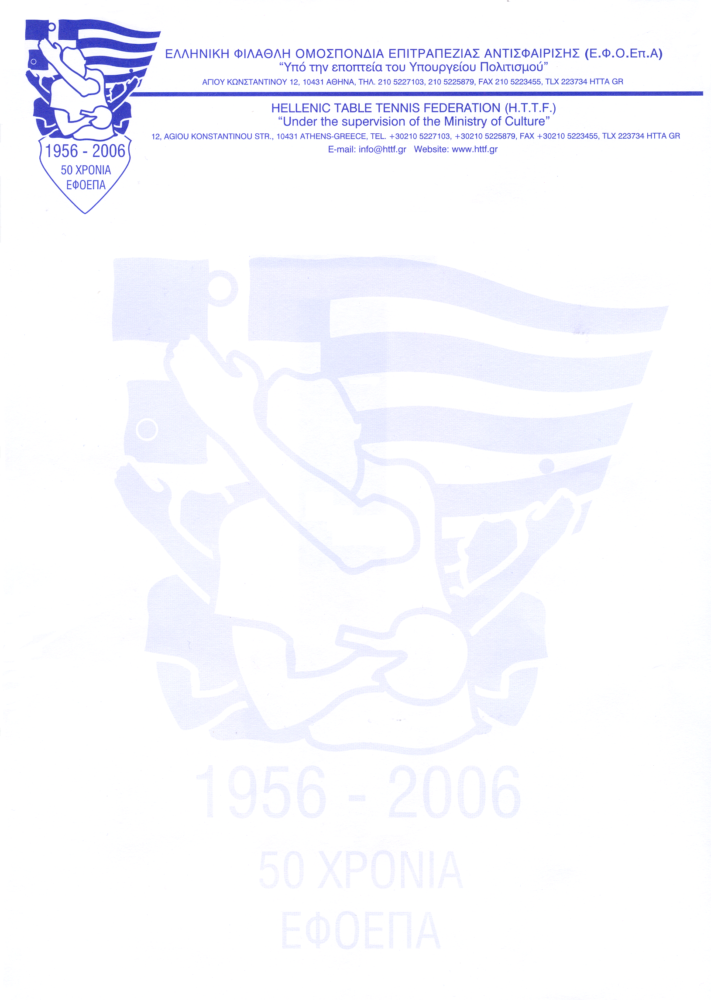 ΕΛΛΗΝΙΚΗ ΦΙΛΑΘΛΗ ΟΜΟΣΠΟΝΔΙΑ ΕΠΙΤΡΑΠΕΖΙΑΣ ΑΝΤΙΣΦΑΙΡΙΣΗΣ (Ε.Φ.Ο.Επ.Α)
“Υπό την εποπτεία του Υπουργείου Πολιτισμού”
ΑΓΙΟΥ ΚΩΝΣΤΑΝΤΙΝΟΥ 12, 10431 ΑΘΗΝΑ, ΤΗΛ. 210 5227103, 210 5225879, FAX 210 5223455, TLX 223734 HTTA GR
HELLENIC TABLE TENNIS FEDERATION (H.T.T.F.)
“Under the supervision of the Ministry of Culture”
12, AGIOU KONSTANTINOU STR., 10431 ATHENS-GREECE, TEL. +30210 5227103, +30210 5225879, FAX +30210 5223455, TLX 223734 HTTA GR
E-mail: info@httf.gr Website: www.httf.gr
1956 - 2006
50 ΧΡΟΝΙΑ
ΕΦΟΕΠΑ
1956 - 2006
50 ΧΡΟΝΙΑ
ΕΦΟΕΠΑ